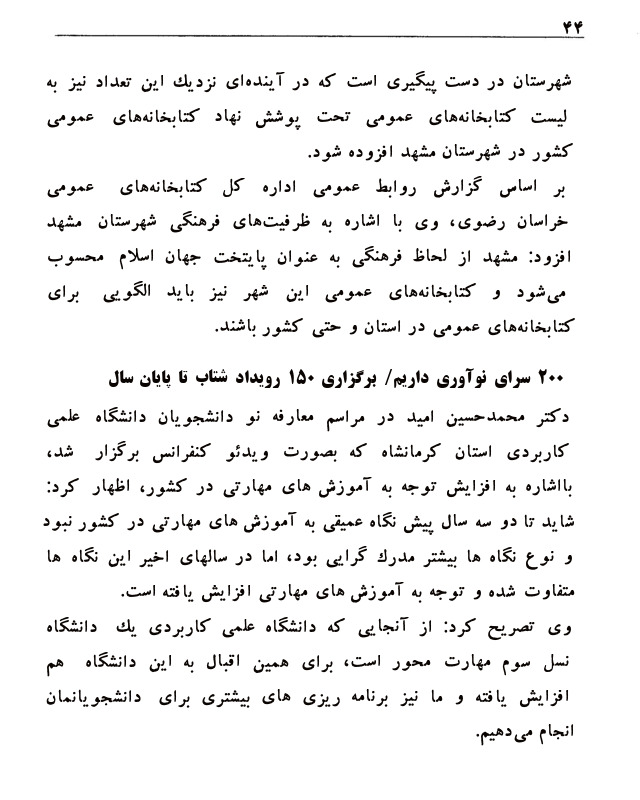 ۴۴
شهرستان در دست پیگیری است که در آینده‌ای نزدیك این تعداد نیز به
لیست کتابخانه‌های عمومی تحت پوشش نهاد کتابخانه‌های عمومی
کشور در شهرستان مشهد افزوده شود.
بر اساس گزارش روابط عمومی اداره کل کتابخانه‌های عمومی
خراسان رضوی، وی با اشاره به ظرفیت‌های فرهنگی شهرستان مشهد
افزود: مشهد از لحاظ فرهنگی به عنوان پایتخت جهان اسلام محسوب
می‌شود و کتابخانه‌های عمومی این شهر نیز باید الگویی برای
کتابخانه‌های عمومی در استان و حتی کشور باشند.
۲۰۰ سرای نوآوری داریم/ برگزاری ۱۵۰ رویداد شتاب تا پایان سال
دکتر محمدحسین امید در مراسم معارفه نو دانشجویان دانشگاه علمی
کاربردی استان کرمانشاه که بصورت ویدئو کنفرانس برگزار شد،
بااشاره به افزایش توجه به آموزش های مهارتی در کشور، اظهار کرد:
شاید تا دو سه سال پیش نگاه عمیقی به آموزش های مهارتی در کشور نبود
و نوع نگاه ها بیشتر مدرك گرایی بود، اما در سالهای اخیر این نگاه ها
متفاوت شده و توجه به آموزش های مهارتی افزایش یافته است.
وی تصریح کرد: از آنجایی که دانشگاه علمی کاربردی یك دانشگاه
نسل سوم مهارت محور است، برای همین اقبال به این دانشگاه هم
افزایش یافته و ما نیز برنامه ریزی های بیشتری برای دانشجویانمان
انجام می‌دهیم.